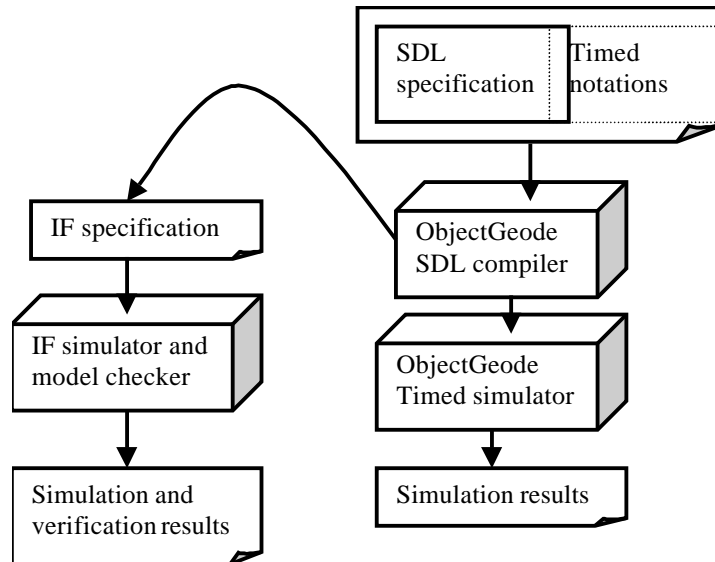 SDL
specification
Timed
notations
IF specification
ObjectGeode
SDL compiler
IF simulator and
model checker
ObjectGeode
Timed simulator
Simulation and
verification results
Simulation results